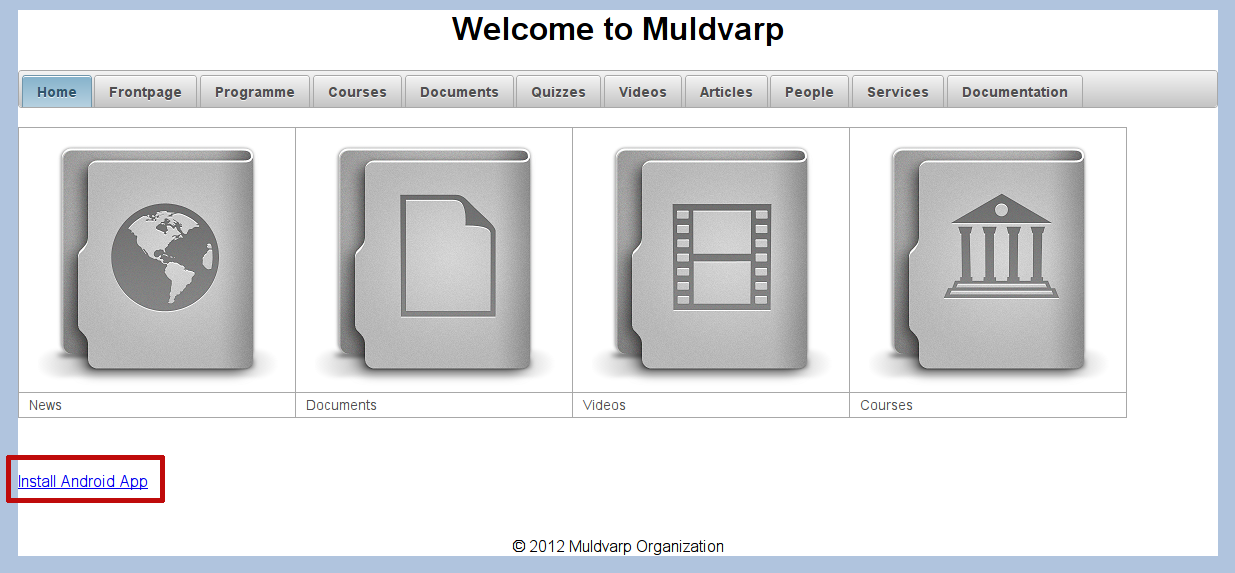 Welcome to Muldvarp
Home Frontpage Programme Courses Documents Quizzes Videos Articles People Services Documentation
News Documents Videos Courses
Install Android App
© 2012 Muldvarp Organization